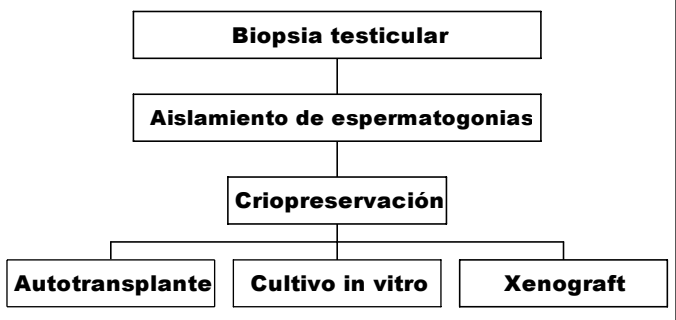 Biopsia testicular
Aislamiento de espermatogonias
Criopreservación
Autotransplante
Cultivo in vitro
Xenograft